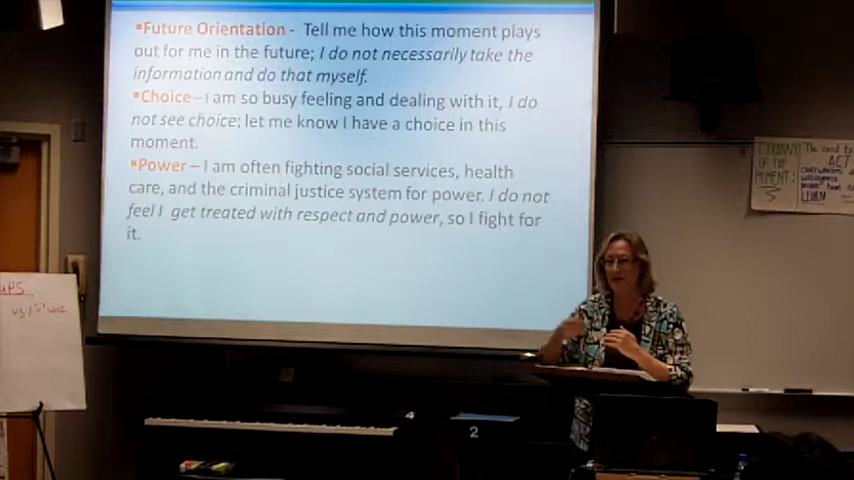 ▪Future Orientation - Tell me how this moment plays
out for me in the future; I do not necessarily take the
information and do that myself.
▪Choice – I am so busy feeling and dealing with it, I do
not see choice; let me know I have a choice in this
moment.
▪Power – I am often fighting social services, health
care, and the criminal justice system for power. I do not
feel I get treated with respect and power, so I fight for
it.
TYRANNY
OF THE
MOMENT
The need to
ACT
LEARN
2